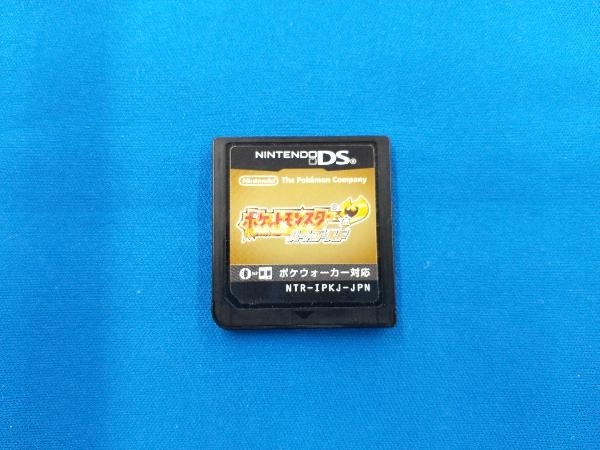 NINTENDO DS
Nintendo The Pokémon Company
ポケットモンスター
ハートゴールド
ポケウォーカー対応
NTR-IPKJ-JPN